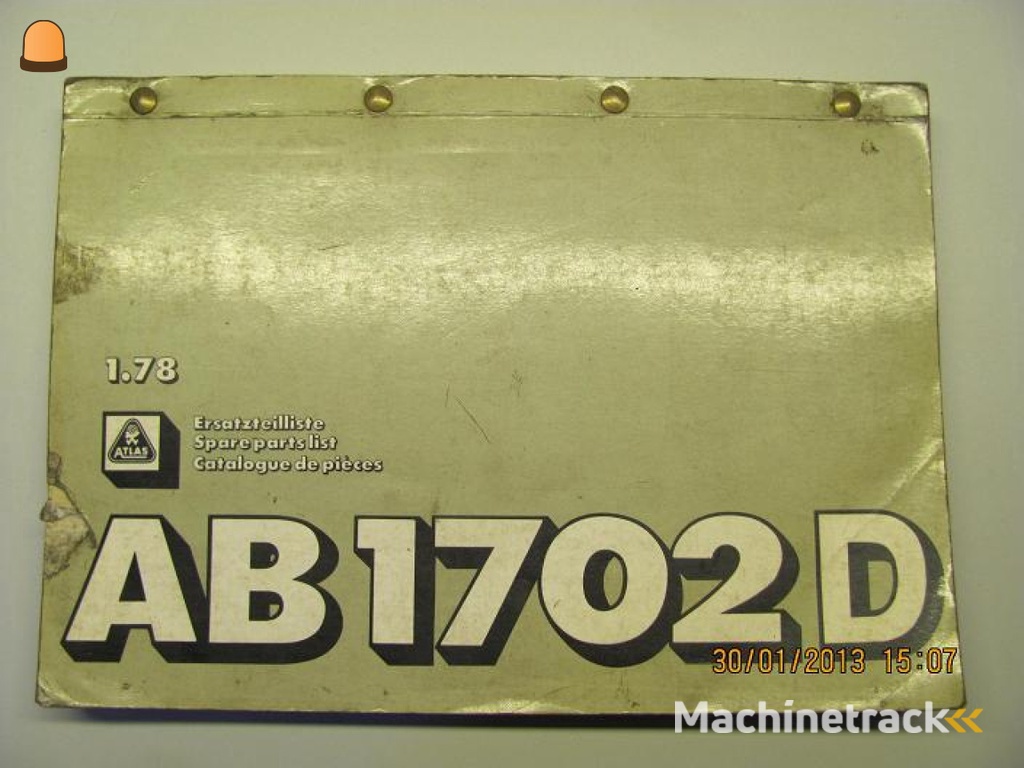 1.78
ATLAS
Ersatzteilliste
Spare parts list
Catalogue de pièces
AB 1702 D
30/01/2013 15:07
Machinetrack